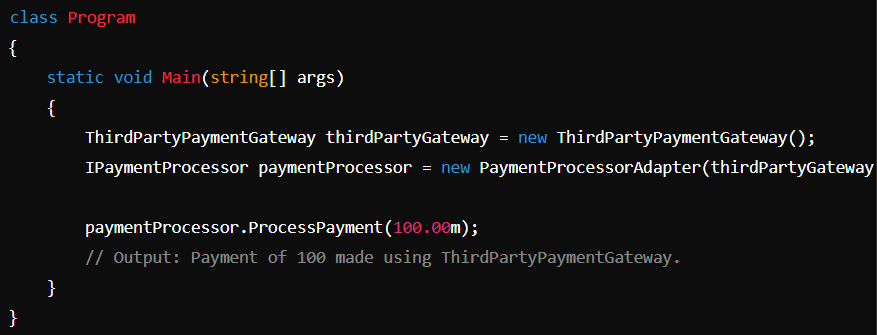 class Program
{
    static void Main(string[] args)
    {
        ThirdPartyPaymentGateway thirdPartyGateway = new ThirdPartyPaymentGateway();
        IPaymentProcessor paymentProcessor = new PaymentProcessorAdapter(thirdPartyGateway
        paymentProcessor.ProcessPayment(100.00m);
        // Output: Payment of 100 made using ThirdPartyPaymentGateway.
    }
}